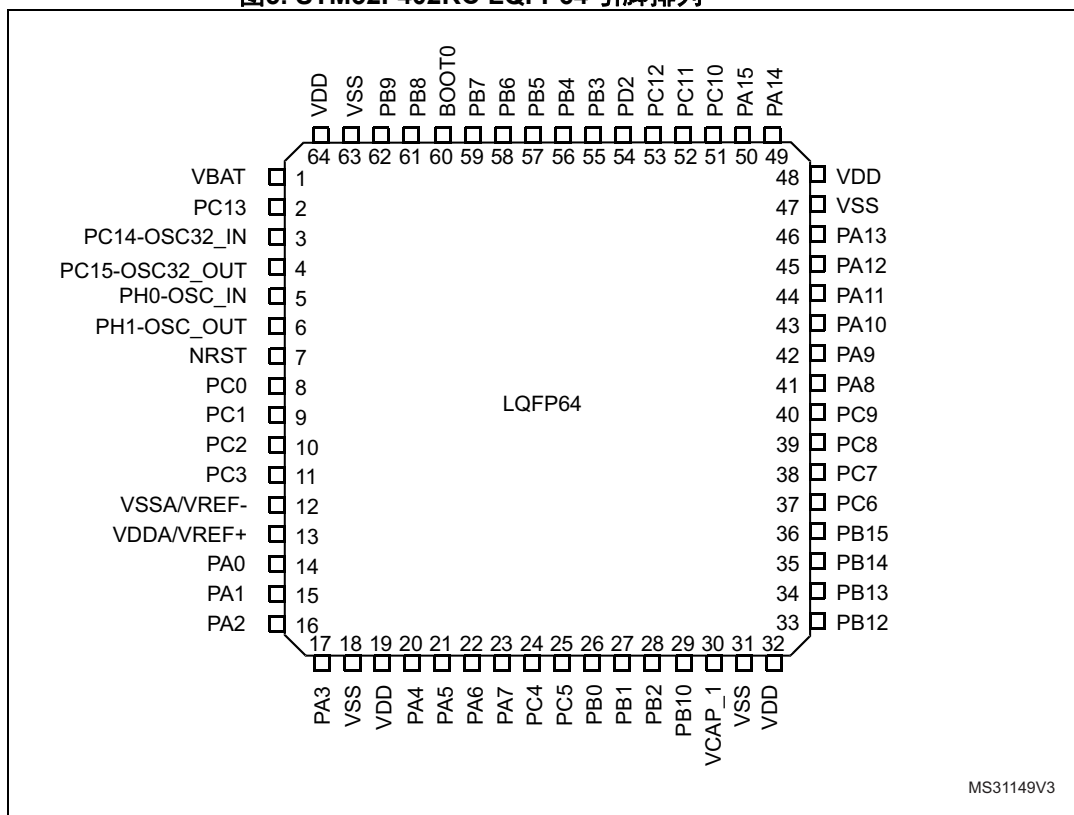 STM32F402RC LQFP64 引脚排列
VDD
VSS
PB9
PB8
BOOT0
PB7
PB6
PB5
PB4
PB3
PD2
PC12
PC11
PC10
PA15
PA14
64 63 62 61 60 59 58 57 56 55 54 53 52 51 50 49
VBAT 1 48 VDD
PC13 2 47 VSS
PC14-OSC32_IN 3 46 PA13
PC15-OSC32_OUT 4 45 PA12
PH0-OSC_IN 5 44 PA11
PH1-OSC_OUT 6 43 PA10
NRST 7 42 PA9
PC0 8 41 PA8
PC1 9 40 PC9
LQFP64
PC2 10 39 PC8
PC3 11 38 PC7
VSSA/VREF- 12 37 PC6
VDDA/VREF+ 13 36 PB15
PA0 14 35 PB14
PA1 15 34 PB13
PA2 16 33 PB12
17 18 19 20 21 22 23 24 25 26 27 28 29 30 31 32
PA3
VSS
VDD
PA4
PA5
PA6
PA7
PC4
PC5
PB0
PB1
PB2
PB10
VCAP_1
VSS
VDD
MS31149V3